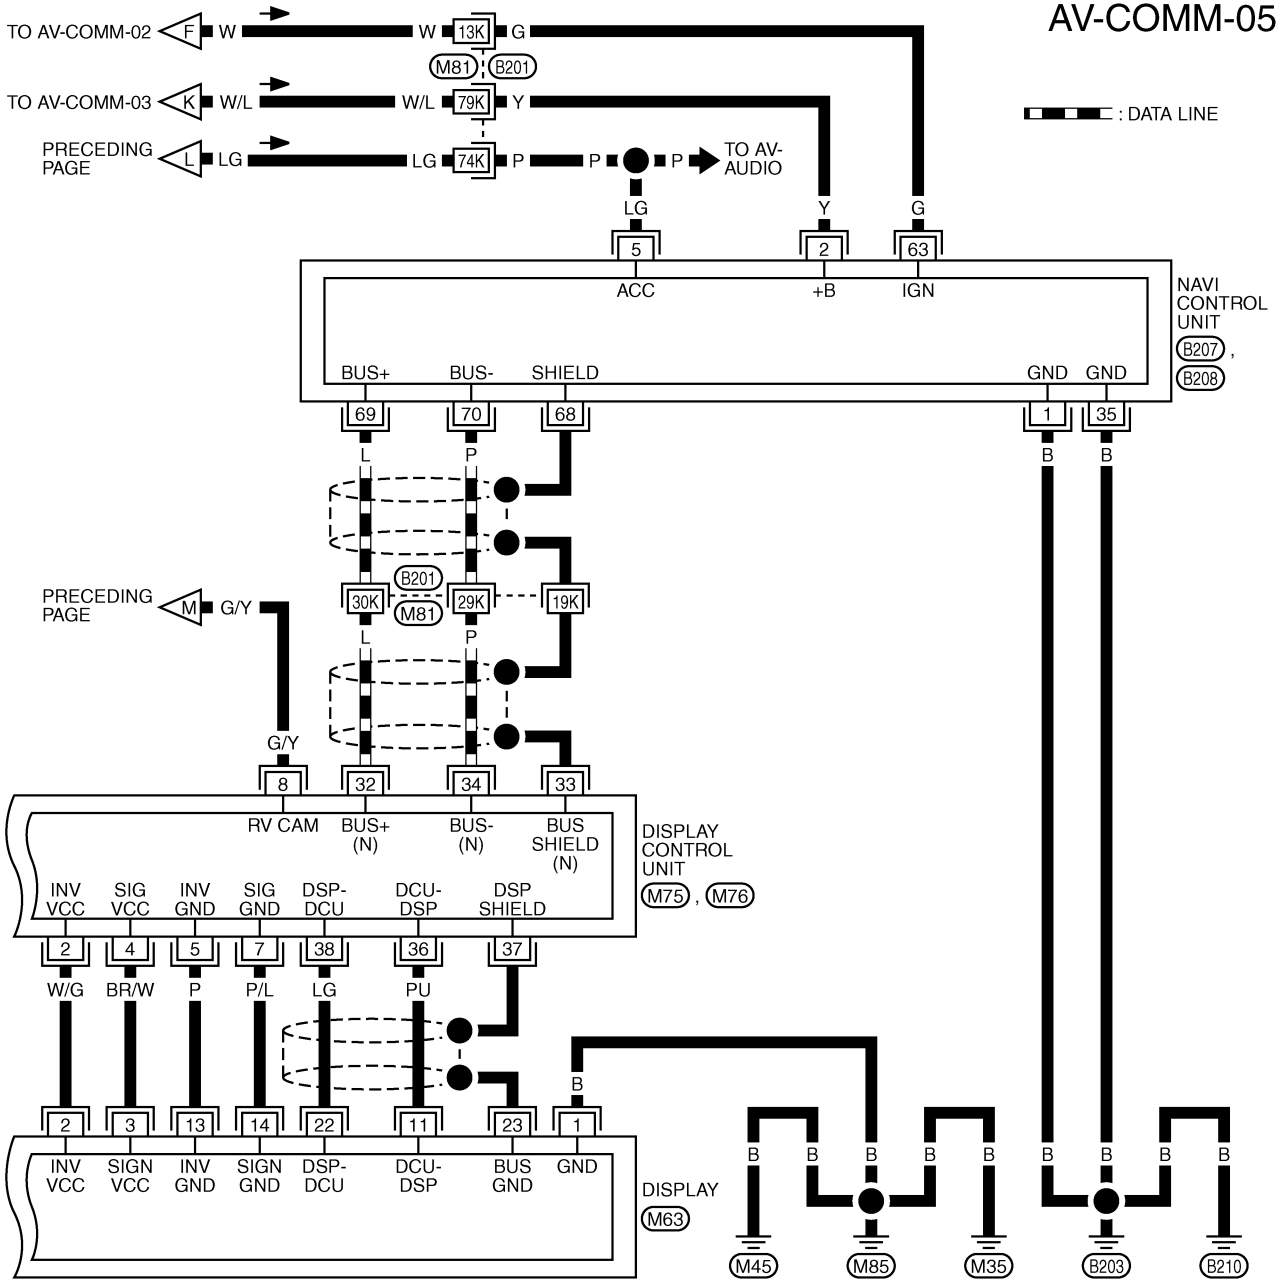 AV-COMM-05
TO AV-COMM-02 F W W 13K G
M81 B201
TO AV-COMM-03 K W/L W/L 79K Y
: DATA LINE
PRECEDING
PAGE
L LG LG 74K P P P
TO AV-
AUDIO
LG Y G
5 2 63
ACC +B IGN
NAVI
CONTROL
UNIT
B207 ,
B208
BUS+ BUS- SHIELD GND GND
69 70 68 1 35
L P B B
B201
30K 29K 19K
M81
PRECEDING
PAGE
M G/Y
L P
G/Y
8 32 34 33
RV CAM BUS+
(N)
BUS-
(N)
BUS
SHIELD
(N)
DISPLAY
CONTROL
UNIT
M75 , M76
INV
VCC
SIG
VCC
INV
GND
SIG
GND
DSP-
DCU
DCU-
DSP
DSP
SHIELD
2 4 5 7 38 36 37
W/G BR/W P P/L LG PU
B
2 3 13 14 22 11 23 1
INV
VCC
SIGN
VCC
INV
GND
SIGN
GND
DSP-
DCU
DCU-
DSP
BUS
GND
GND
DISPLAY
M63
B B B B B B B B B
M45 M85 M35 B203 B210